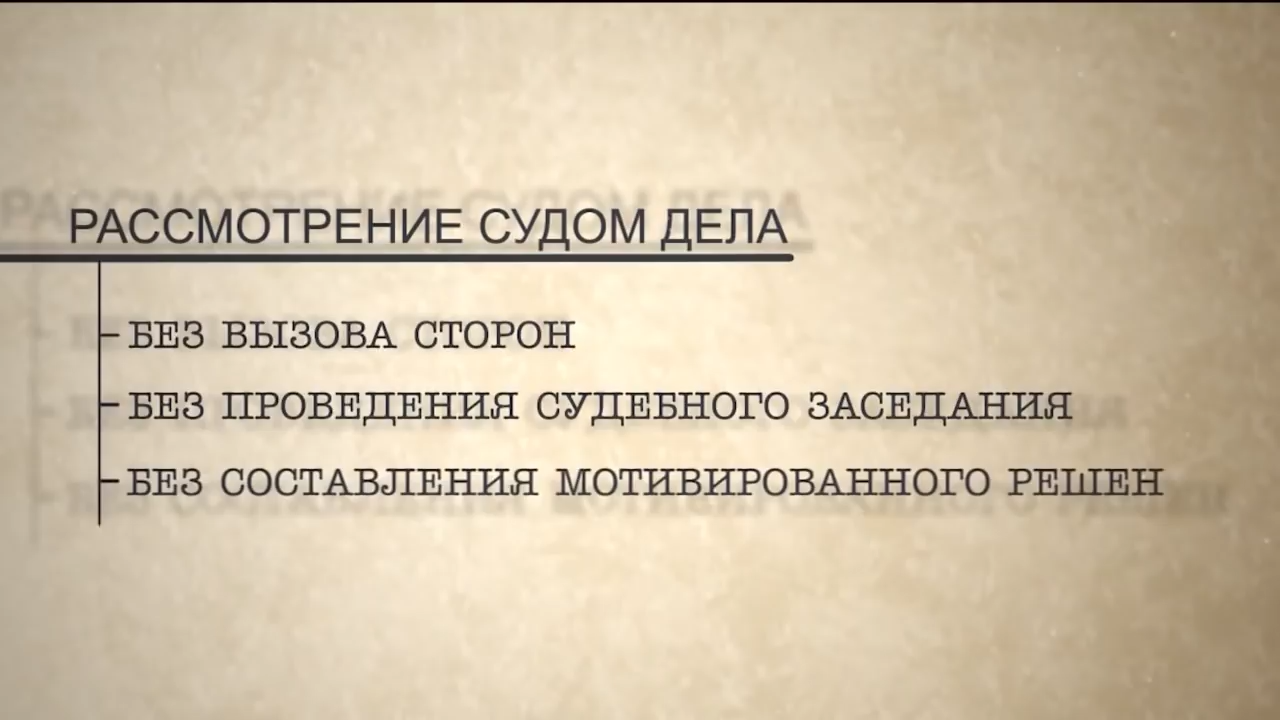 РАССМОТРЕНИЕ СУДОМ ДЕЛА
БЕЗ ВЫЗОВА СТОРОН
БЕЗ ПРОВЕДЕНИЯ СУДЕБНОГО ЗАСЕДАНИЯ
БЕЗ СОСТАВЛЕНИЯ МОТИВИРОВАННОГО РЕШЕН